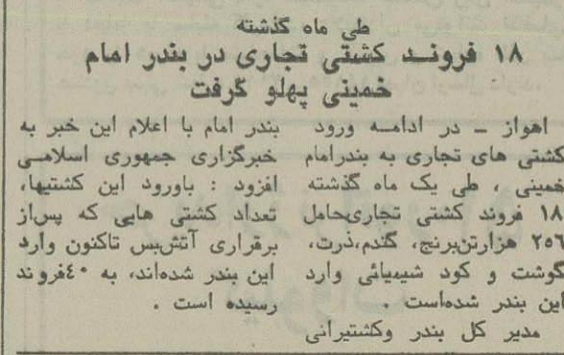 طی ماه گذشته
۱۸ فروند کشتی تجاری در بندر امام
خمینی پهلو گرفت
اهواز ـ در ادامه ورود
کشتی های تجاری به بندرامام
خمینی ، طی یک ماه گذشته
۱۸ فروند کشتی تجاری‌حامل
۲۵۶ هزارتن‌برنج، گندم،ذرت،
گوشت و کود شیمیائی وارد
این بندر شده‌است .
مدیر کل بندر وکشتیرانی
بندر امام با اعلام این خبر به
خبرگزاری جمهوری اسلامی
افزود : باورود این کشتیها،
تعداد کشتی هایی که پس‌از
برقراری آتش‌بس تاکنون وارد
این بندر شده‌اند، به ۴۰فروند
رسیده است .